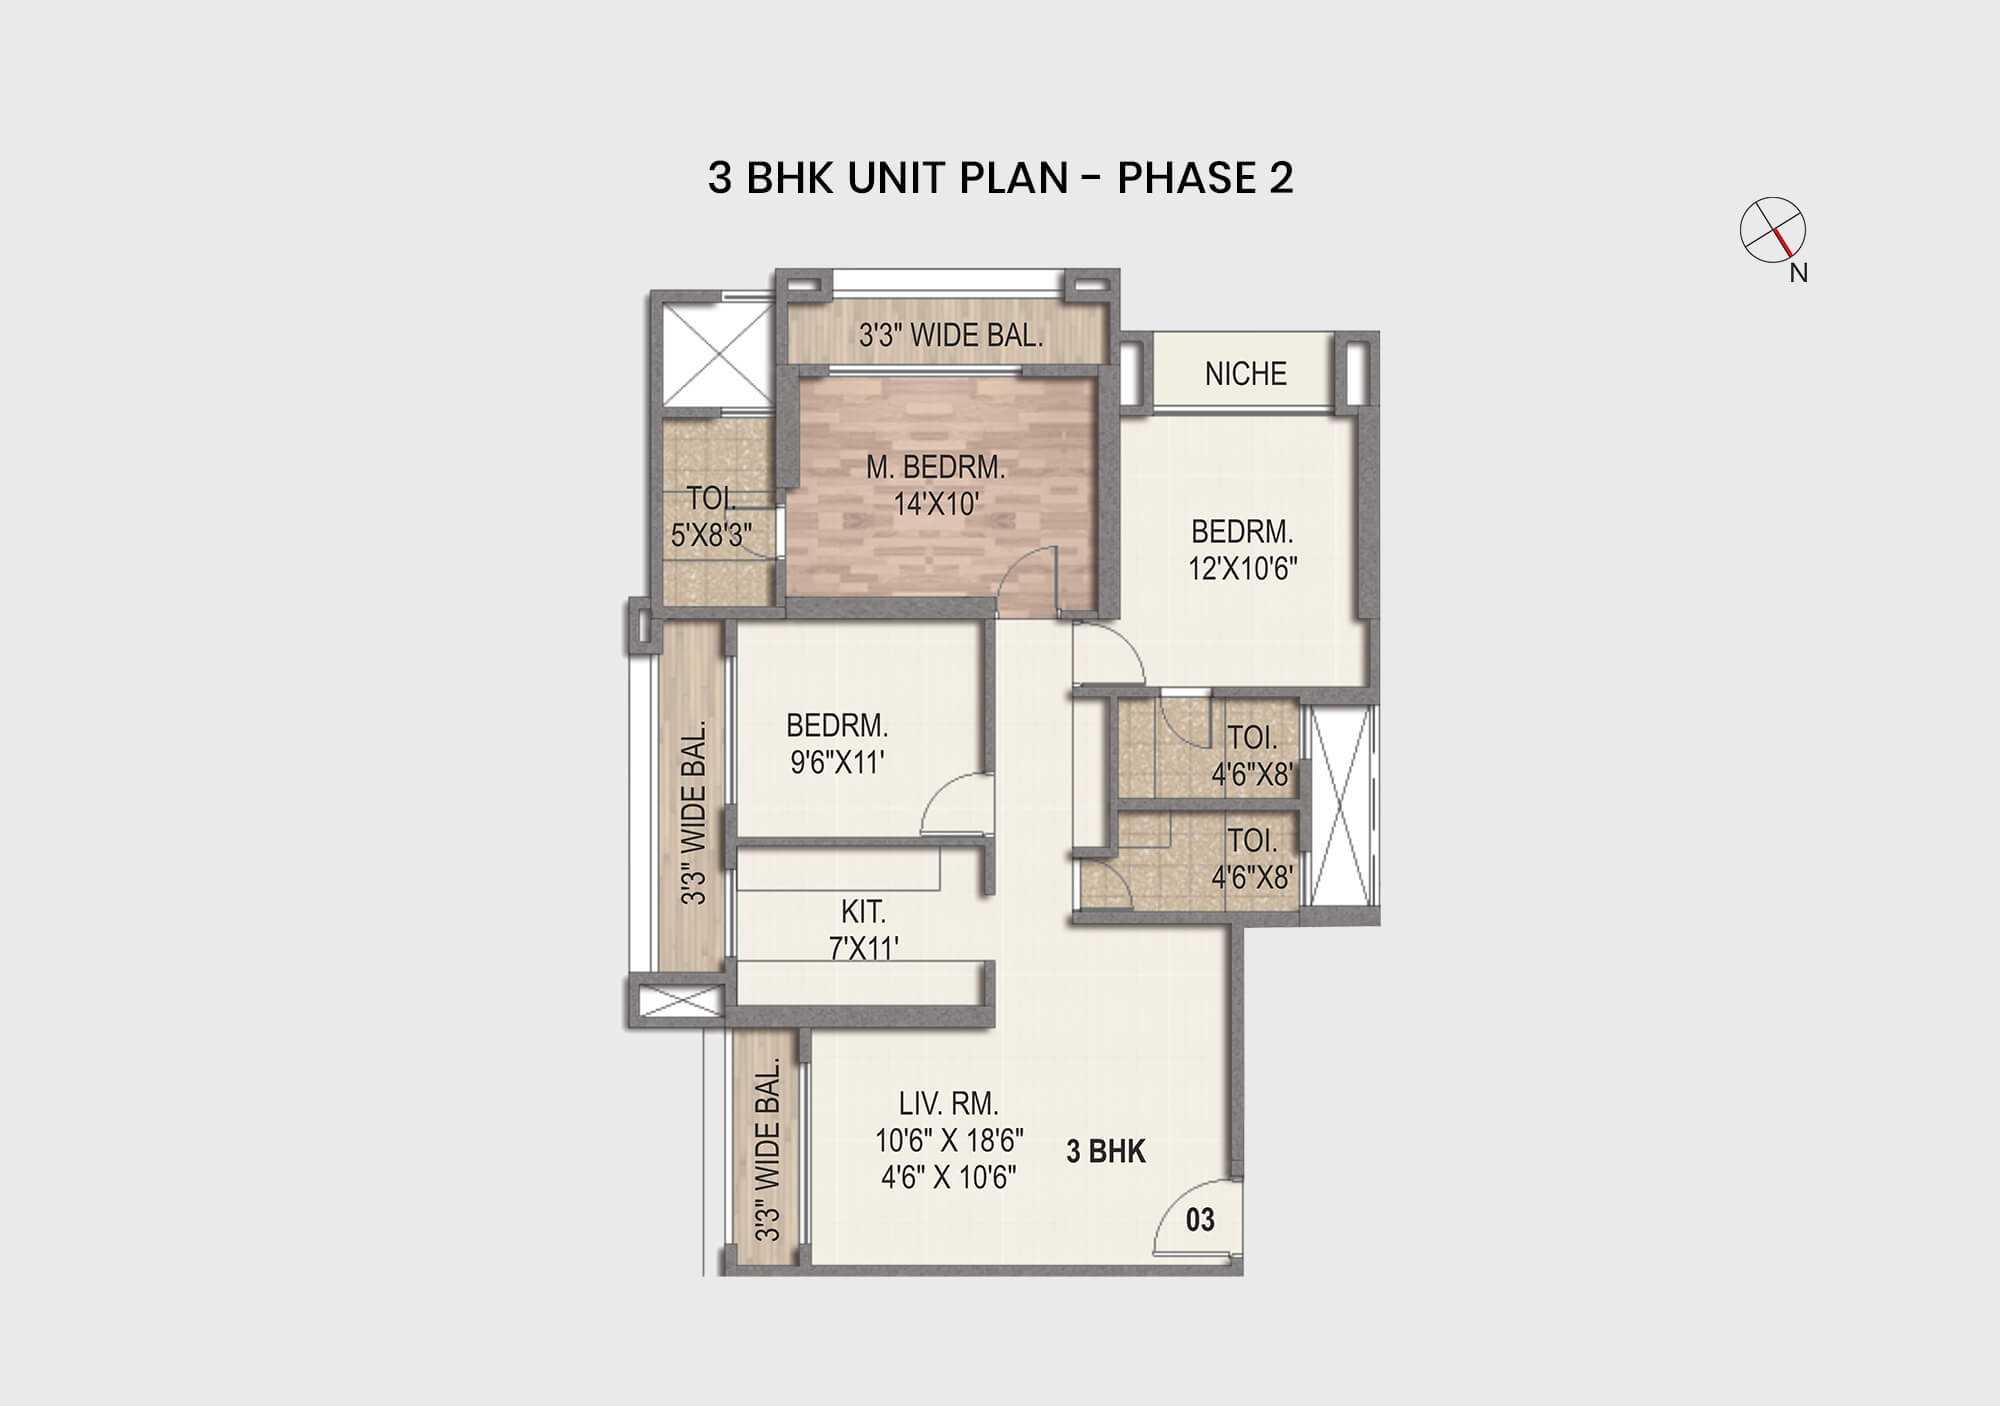 3 BHK UNIT PLAN - PHASE 2
N
3'3" WIDE BAL.
NICHE
M. BEDRM.
14'X10'
TOI.
5'X8'3"
BEDRM.
12'X10'6"
BEDRM.
9'6"X11'
3'3" WIDE BAL.
TOI.
4'6"X8'
TOI.
4'6"X8'
KIT.
7'X11'
LIV. RM.
10'6" X 18'6"
4'6" X 10'6"
3 BHK
3'3" WIDE BAL.
03